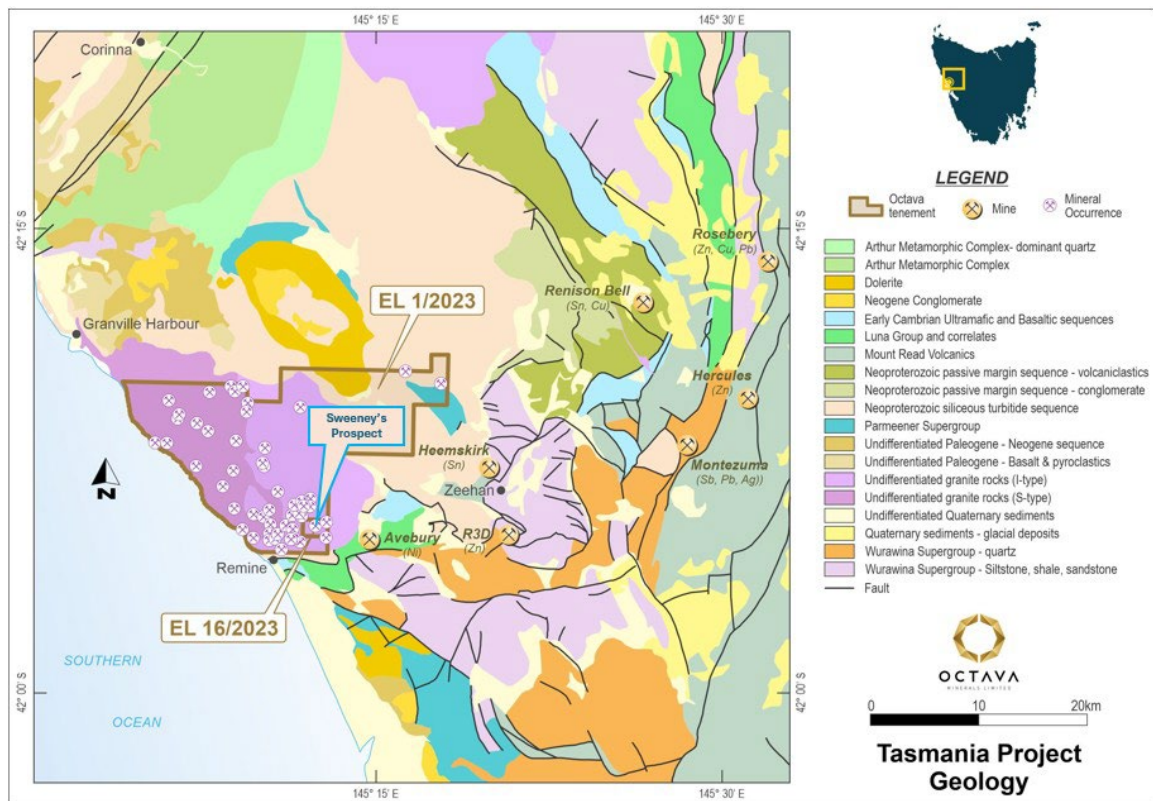 145° 15' E
145° 30' E
Corinna
42° 15' S
42° 15' S
Rosebery
(Zn, Cu, Pb)
Renison Bell
(Sn, Cu)
EL 1/2023
Granville Harbour
Hercules
(Zn)
Sweeney's
Prospect
Heemskirk
(Sn)
Zeehan
Montezuma
(Sb, Pb, Ag))
N
Avebury
(Ni)
R3D
(Zn)
Remine
EL 16/2023
SOUTHERN
OCEAN
42° 00' S
42° 00' S
145° 15' E
145° 30' E
LEGEND
Octava
tenement
Mine
Mineral
Occurrence
Arthur Metamorphic Complex- dominant quartz
Arthur Metamorphic Complex
Dolerite
Neogene Conglomerate
Early Cambrian Ultramafic and Basaltic sequences
Luna Group and correlates
Mount Read Volcanics
Neoproterozoic passive margin sequence - volcaniclastics
Neoproterozoic passive margin sequence - conglomerate
Neoproterozoic siliceous turbidite sequence
Parmeener Supergroup
Undifferentiated Paleogene - Neogene sequence
Undifferentiated Paleogene - Basalt & pyroclastics
Undifferentiated granite rocks (I-type)
Undifferentiated granite rocks (S-type)
Undifferentiated Quaternary sediments
Quaternary sediments - glacial deposits
Wurawina Supergroup - quartz
Wurawina Supergroup - Siltstone, shale, sandstone
Fault
OCTAVA
MINERALS LIMITED
0 10 20km
Tasmania Project
Geology